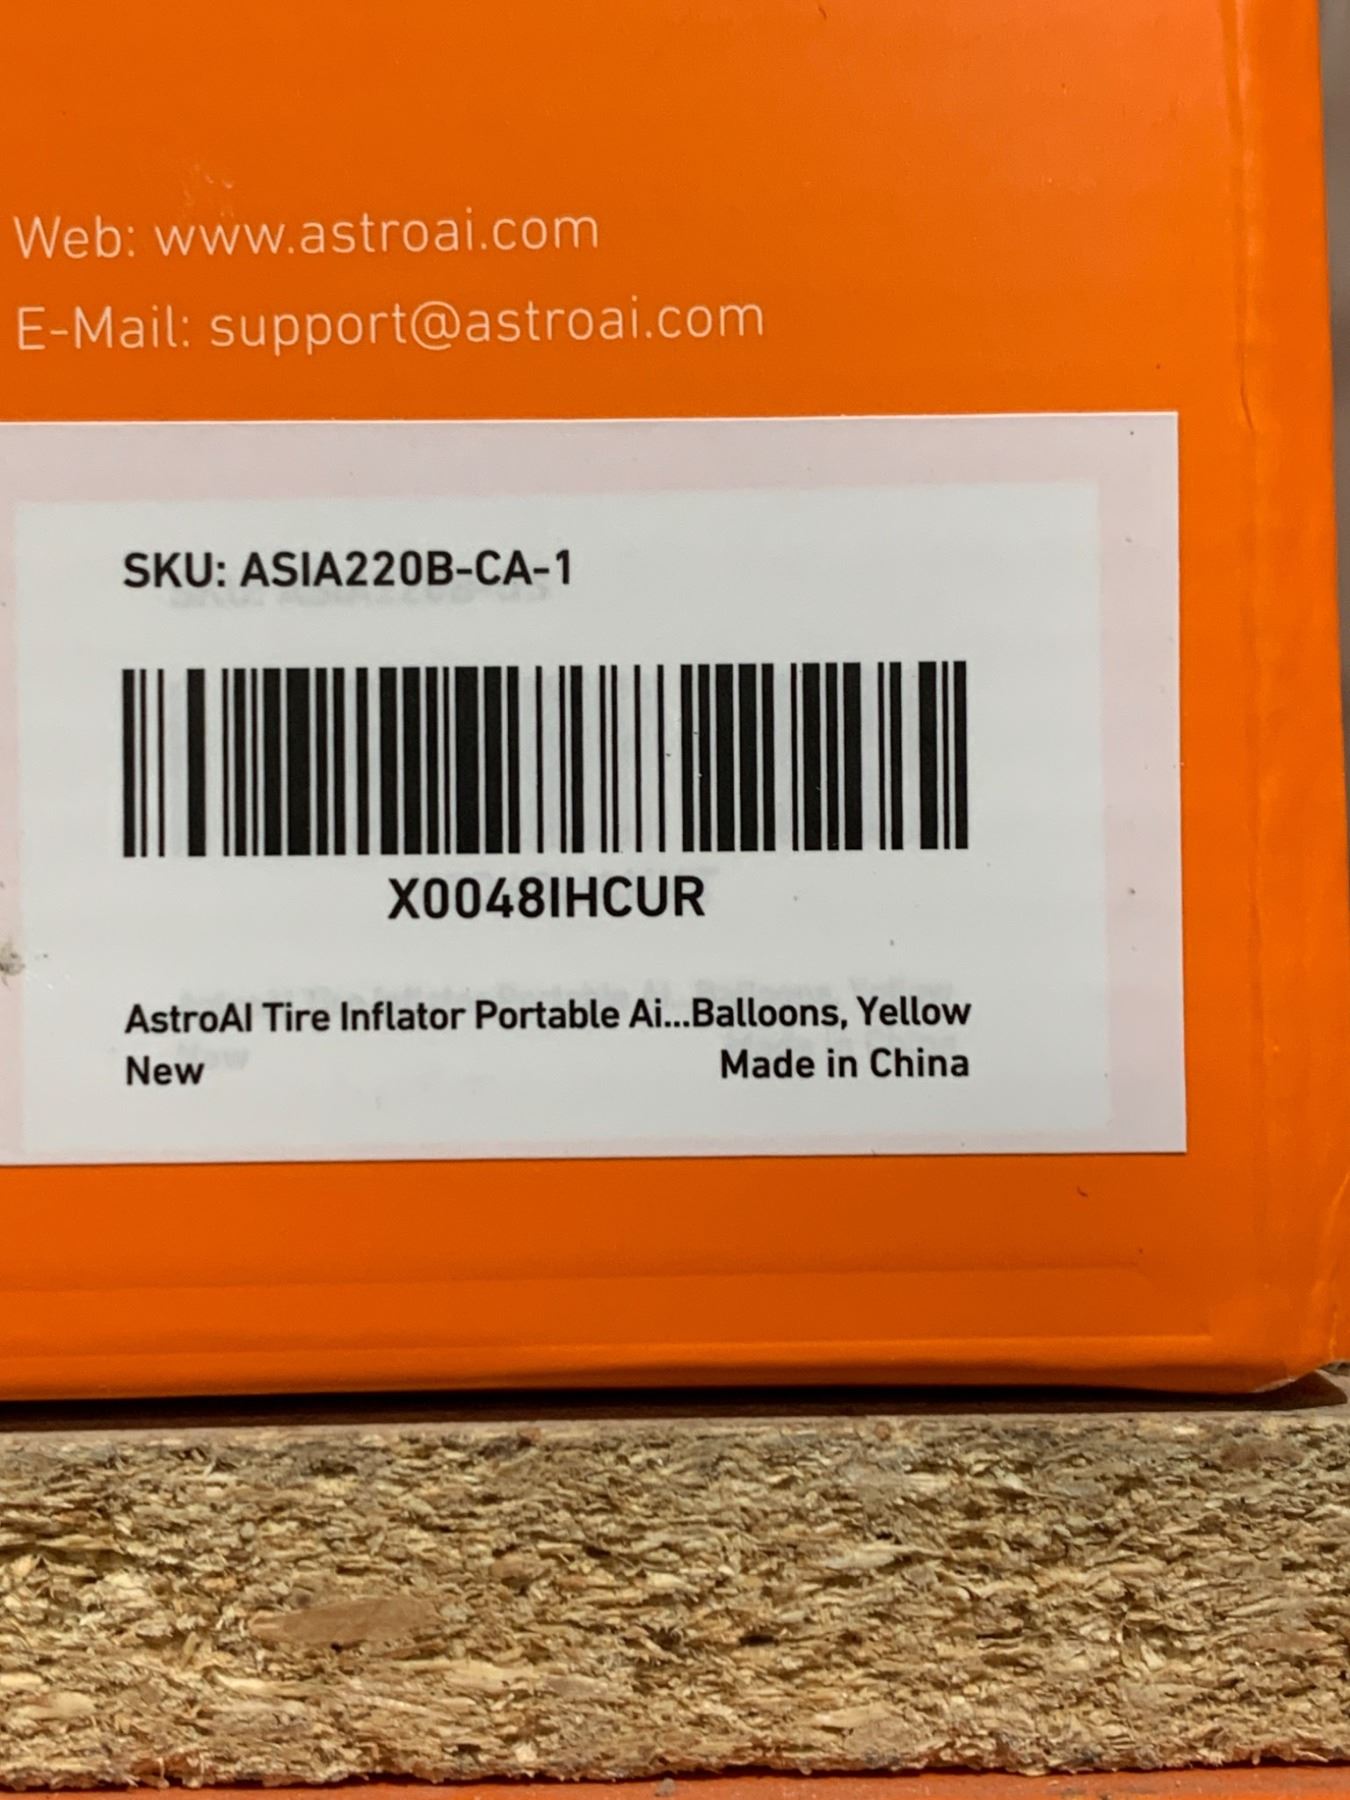 Web: www.astroai.com
E-Mail: support@astroai.com
SKU: ASIA220B-CA-1
X0048IHCUR
AstroAI Tire Inflator Portable Ai...Balloons, Yellow
New
Made in China